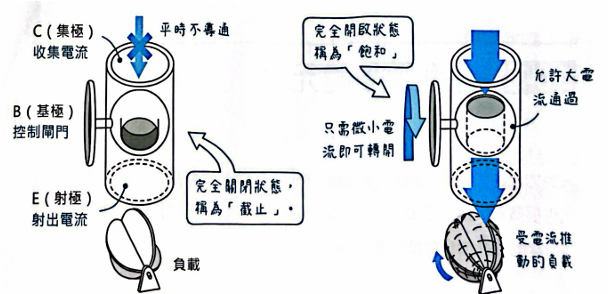 C(集極)
收集電流
平時不導通
B(基極)
控制閘門
E(射極)
射出電流
完全關閉狀態,
稱為「截止」。
負載
完全開啟狀態
稱為「飽和」
只需微小電
流即可轉開
允許大電
流通過
受電流推
動的負載